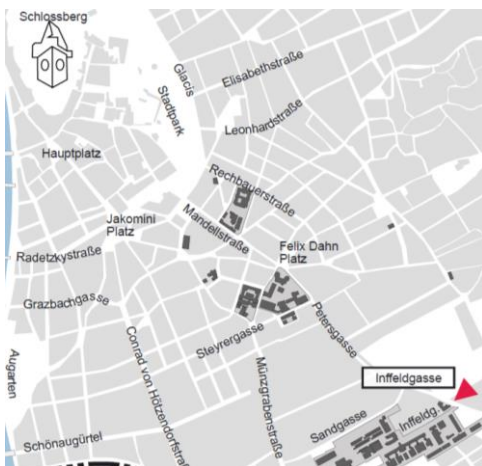 Schlossberg
Glacis
Elisabethstraße
Stadtpark
Leonhardstraße
Hauptplatz
Rechbauerstraße
Jakomini
Platz
Mandellstraße
Felix Dahn
Platz
Radetzkystraße
Grazbachgasse
Petersgasse
Steyrergasse
Conrad von Hötzendorfstraß
Münzgrabenstraße
Augarten
Inffeldgasse
Sandgasse
Inffeldg.
Schönaugürtel